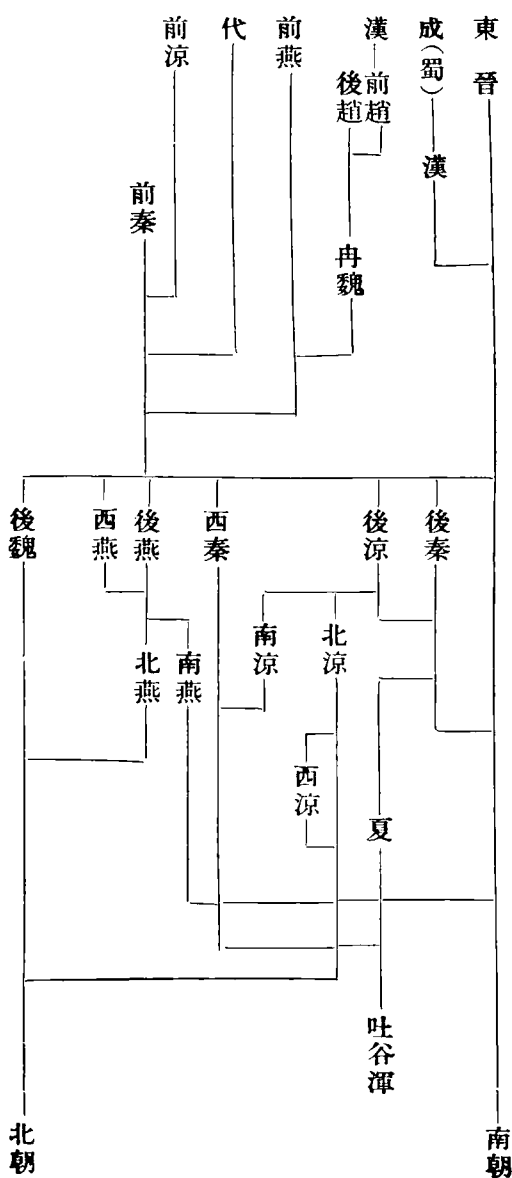 東晉
成(蜀)
漢
漢
前趙
後趙
冉魏
前燕
代
前涼
前秦
後秦
後涼
夏
吐谷渾
北涼
西涼
南涼
西秦
南燕
後燕
北燕
西燕
後魏
南朝
北朝